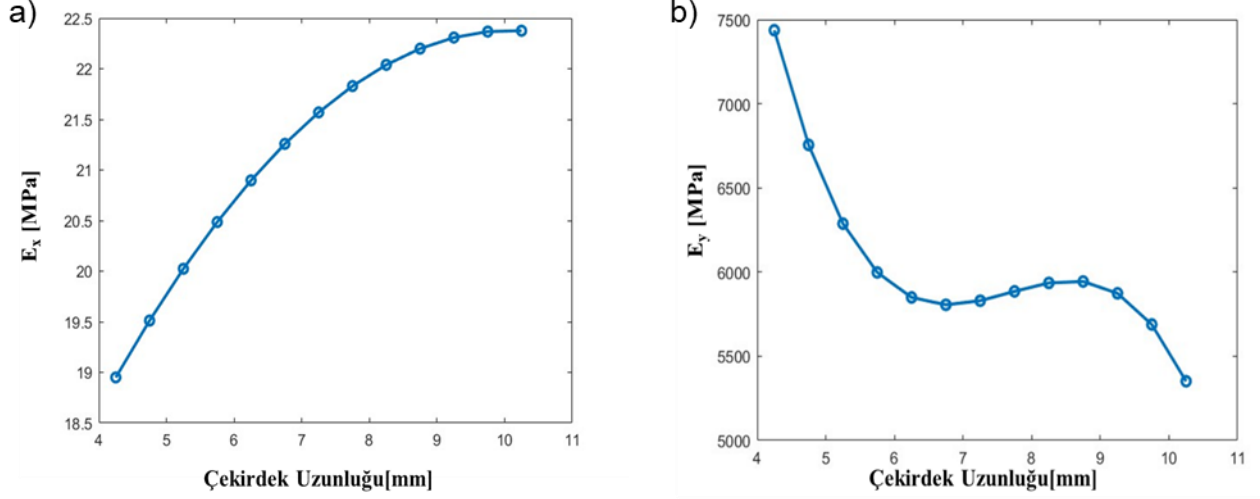 a)
22.5
22
21.5
21
20.5
20
19.5
19
18.5
4 5 6 7 8 9 10 11
Ex [MPa]
Çekirdek Uzunluğu[mm]
b)
7500
7000
6500
6000
5500
5000
4 5 6 7 8 9 10 11
Ey [MPa]
Çekirdek Uzunluğu[mm]